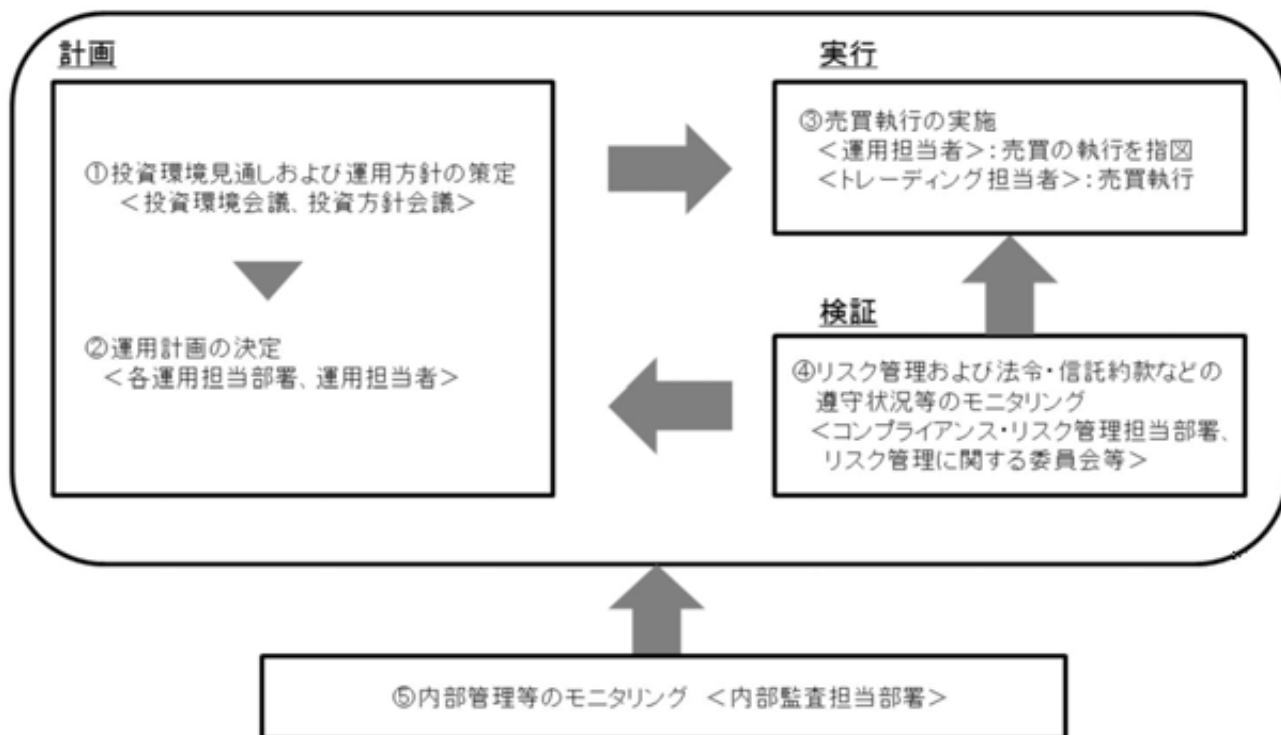 計画
①投資環境見通しおよび運用方針の策定
＜投資環境会議、投資方針会議＞
②運用計画の決定
＜各運用担当部署、運用担当者＞
実行
③売買執行の実施
＜運用担当者＞：売買の執行を指図
＜トレーディング担当者＞：売買執行
検証
④リスク管理および法令・信託約款などの
遵守状況等のモニタリング
＜コンプライアンス・リスク管理担当部署、
リスク管理に関する委員会等＞
⑤内部管理等のモニタリング ＜内部監査担当部署＞